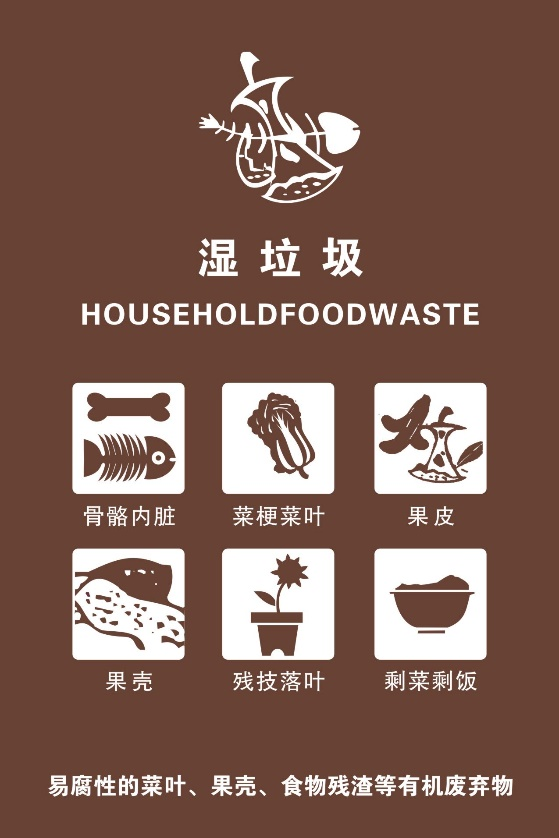 湿垃圾
HOUSEHOLDFOODWASTE
骨骼内脏 菜梗菜叶 果皮
果壳 残技落叶 剩菜剩饭
易腐性的菜叶、果壳、食物残渣等有机废弃物